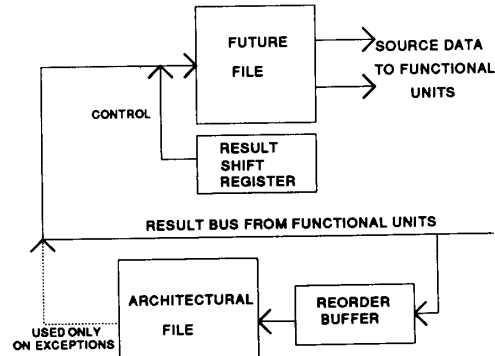 FUTURE
FILE
SOURCE DATA
TO FUNCTIONAL
UNITS
CONTROL
RESULT
SHIFT
REGISTER
RESULT BUS FROM FUNCTIONAL UNITS
ARCHITECTURAL
FILE
REORDER
BUFFER
USED ONLY
ON EXCEPTIONS